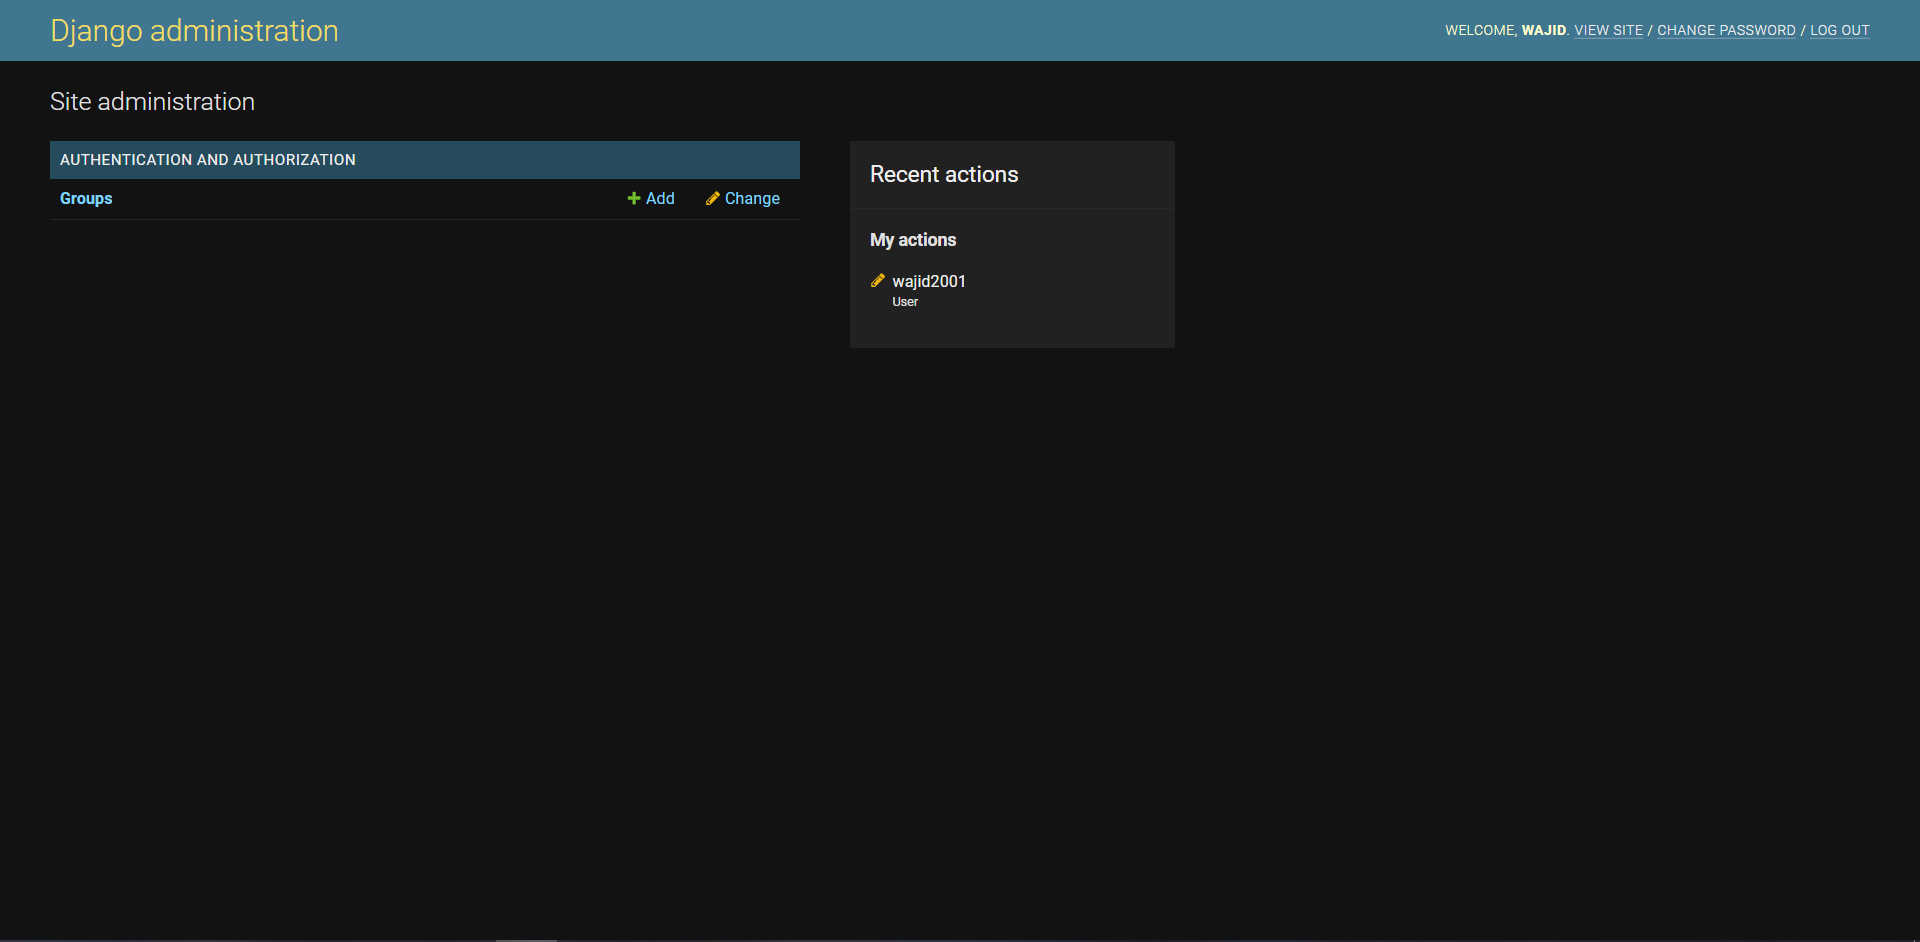 Django administration
WELCOME, WAJID. VIEW SITE / CHANGE PASSWORD / LOG OUT
Site administration
AUTHENTICATION AND AUTHORIZATION
Groups Add Change
Recent actions
My actions
wajid2001
User